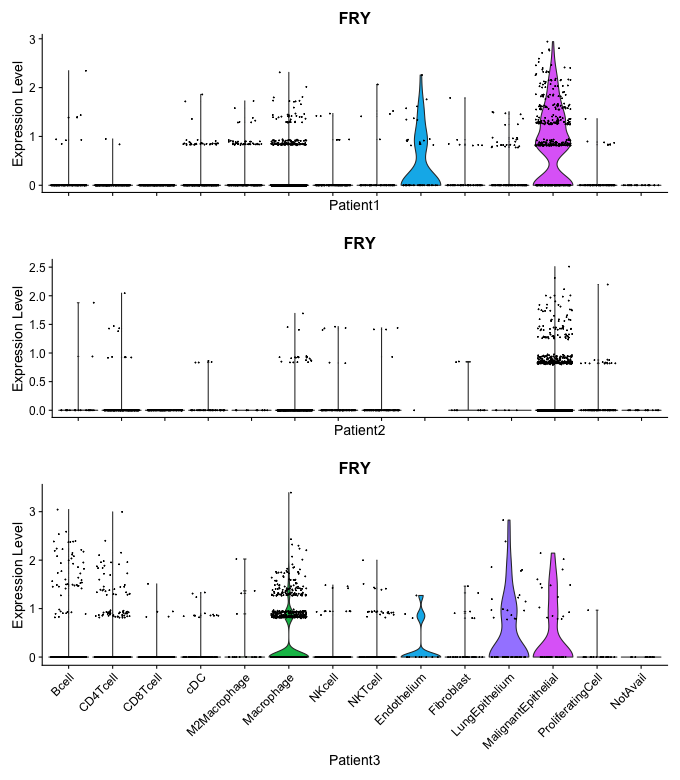 FRY
Expression Level
3
2
1
0
Patient1
FRY
Expression Level
2.5
2.0
1.5
1.0
0.5
0.0
Patient2
FRY
Expression Level
3
2
1
0
Bcell
CD4Tcell
CD8Tcell
cDC
M2Macrophage
Macrophage
NKcell
NKTcell
Endothelium
Fibroblast
LungEpithelium
MalignantEpithelial
ProliferatingCell
NotAvail
Patient3